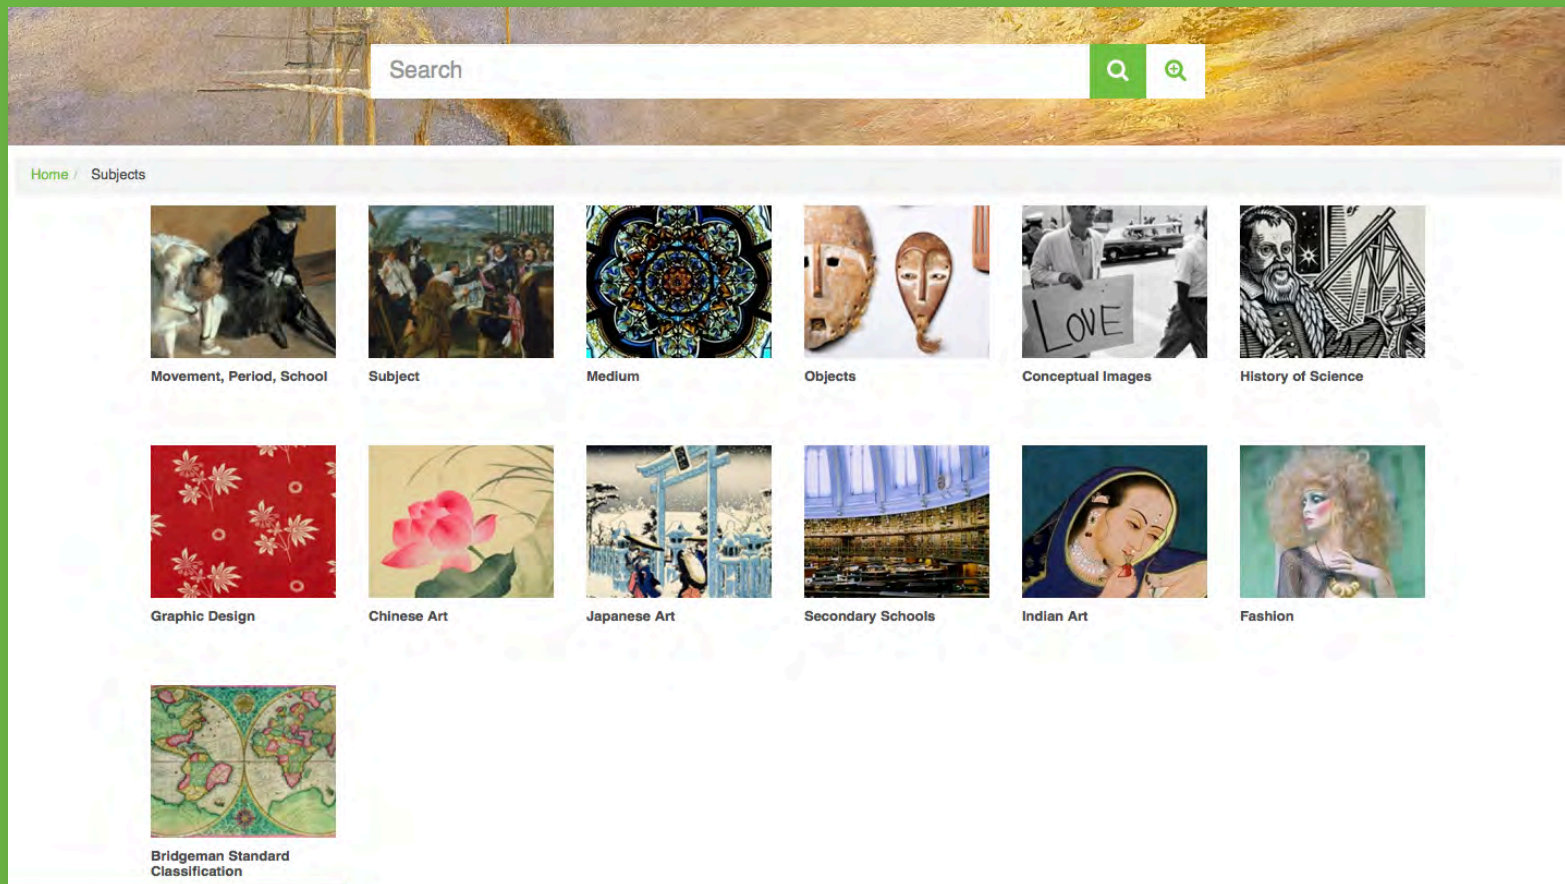 Search
Home / Subjects
Movement, Period, School
Subject
Medium
Objects
LOVE
Conceptual Images
History of Science
Graphic Design
Chinese Art
Japanese Art
Secondary Schools
Indian Art
Fashion
Bridgeman Standard
Classification